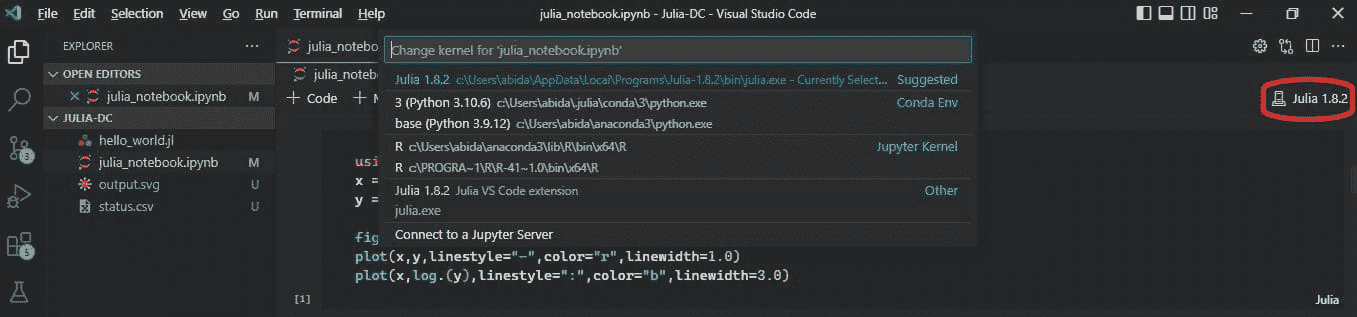 File Edit Selection View Go Run Terminal Help
julia_notebook.ipynb - Julia-DC - Visual Studio Code
EXPLORER
OPEN EDITORS
julia_notebook.ipynb M
JULIA-DC
hello_world.jl
julia_notebook.ipynb M
output.svg U
status.csv U
3
5
julia_notebo
julia_notebo
+ Code + M
Change kernel for 'julia_notebook.ipynb'
Julia 1.8.2 c:\Users\abida\AppData\Local\Programs\Julia-1.8.2\bin\julia.exe - Currently Select... Suggested
3 (Python 3.10.6) c:\Users\abida\.julia\conda\3\python.exe Conda Env
base (Python 3.9.12) c:\Users\abida\anaconda3\python.exe
R c:\Users\abida\anaconda3\lib\R\bin\x64\R Jupyter Kernel
R c:\PROGRA~1\R\R-41~1.0\bin\x64\R
Julia 1.8.2 Julia VS Code extension Other
julia.exe
Connect to a Jupyter Server
Julia 1.8.2
usi
x =
y =
fig
plot(x,y,linestyle="-",color="r",linewidth=1.0)
plot(x,log.(y),linestyle=":",color="b",linewidth=3.0)
[1]
Julia